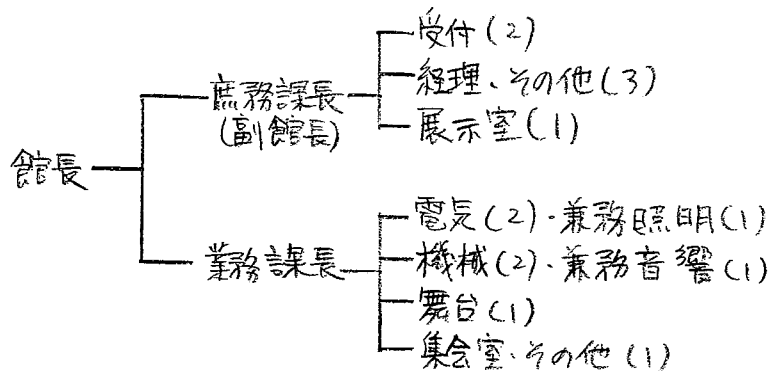 館長
庶務課長
(副館長)
受付(2)
経理・その他(3)
展示室(1)
業務課長
電気(2)・兼務照明(1)
機械(2)・兼務音響(1)
舞台(1)
集会室・その他(1)